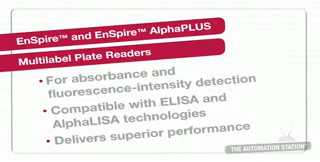 EnSpire™ and EnSpire™ AlphaPLUS
Multilabel Plate Readers
• For absorbance and
fluorescence-intensity detection
• Compatible with ELISA and
AlphaLISA technologies
• Delivers superior performance
THE AUTOMATION STATION